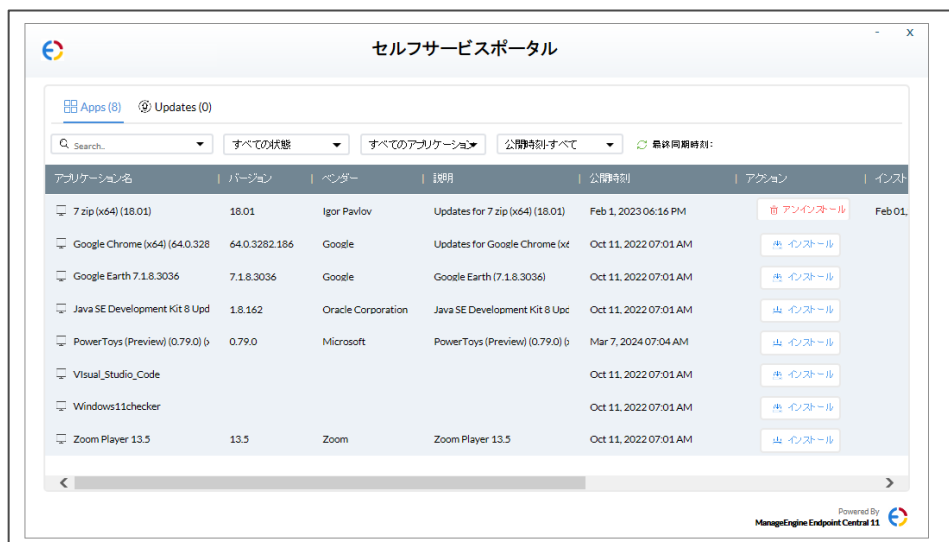 - X
セルフサービスポータル
Apps (8) Updates (0)
Search.. すべての状態 すべてのアプリケーション 公開時刻-すべて 最終同期時刻:
アプリケーション名 | バージョン | ベンダー | 説明 | 公開時刻 | アクション | インスト
7 zip (x64) (18.01) 18.01 Igor Pavlov Updates for 7 zip (x64) (18.01) Feb 1, 2023 06:16 PM アンインストール Feb 01,
Google Chrome (x64) (64.0.328 64.0.3282.186 Google Updates for Google Chrome (x6 Oct 11, 2022 07:01 AM インストール
Google Earth 7.1.8.3036 7.1.8.3036 Google Google Earth (7.1.8.3036) Oct 11, 2022 07:01 AM インストール
Java SE Development Kit 8 Upd 1.8.162 Oracle Corporation Java SE Development Kit 8 Upd Oct 11, 2022 07:01 AM インストール
PowerToys (Preview) (0.79.0) (x 0.79.0 Microsoft PowerToys (Preview) (0.79.0) (x Mar 7, 2024 07:04 AM インストール
VIsual_Studio_Code Oct 11, 2022 07:01 AM インストール
Windows11checker Oct 11, 2022 07:01 AM インストール
Zoom Player 13.5 13.5 Zoom Zoom Player 13.5 Oct 11, 2022 07:01 AM インストール
Powered By
ManageEngine Endpoint Central 11